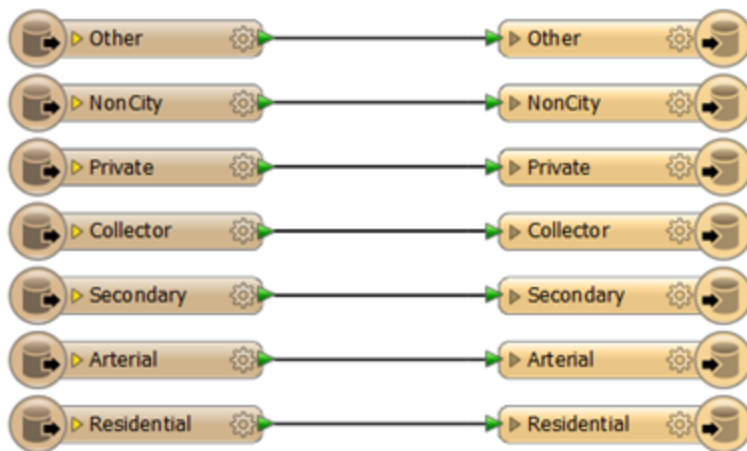 Other Other
NonCity NonCity
Private Private
Collector Collector
Secondary Secondary
Arterial Arterial
Residential Residential